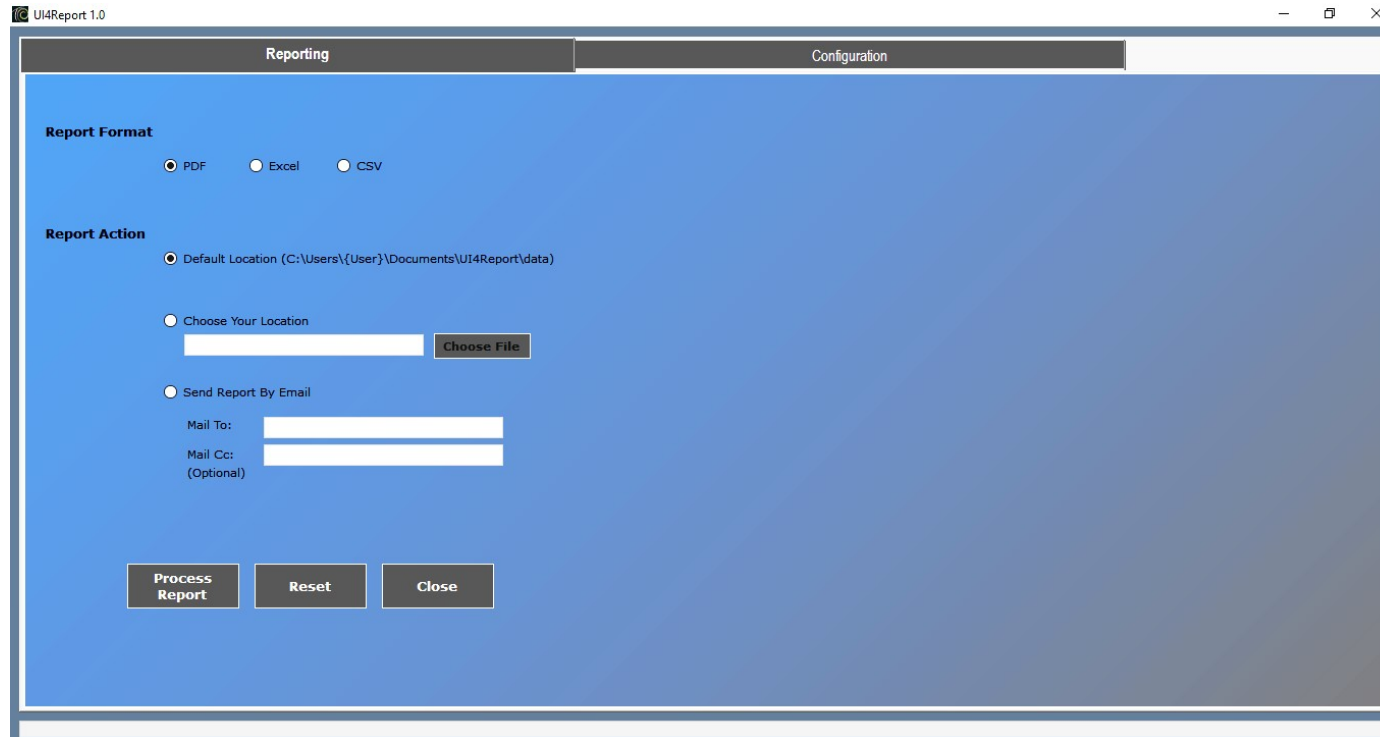 UI4Report 1.0
Reporting
Configuration
Report Format
PDF
Excel
CSV
Report Action
Default Location (C:\Users\{User}\Documents\UI4Report\data)
Choose Your Location
Choose File
Send Report By Email
Mail To:
Mail Cc:
(Optional)
Process
Report
Reset
Close